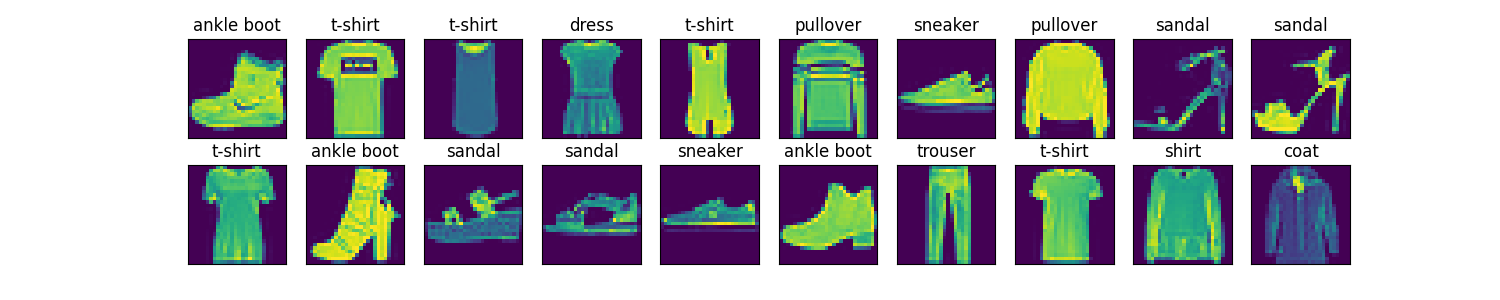 ankle boot t-shirt t-shirt dress t-shirt pullover sneaker pullover sandal sandal
t-shirt ankle boot sandal sandal sneaker ankle boot trouser t-shirt shirt coat